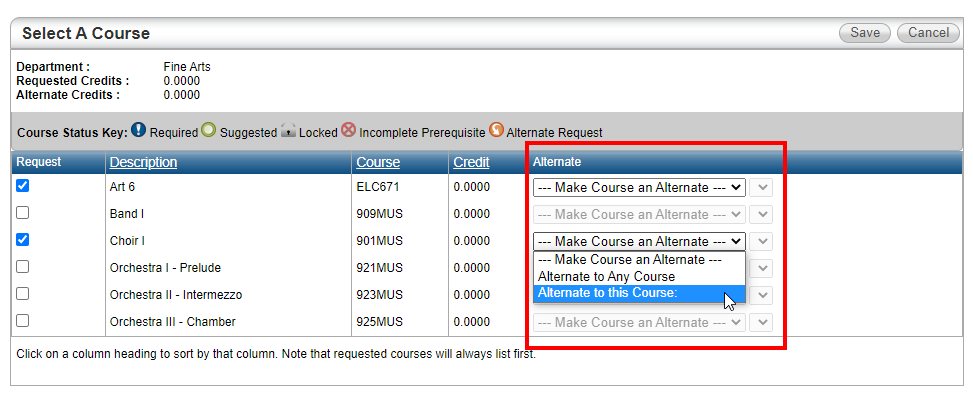 Select A Course Save Cancel
Department : Fine Arts
Requested Credits : 0.0000
Alternate Credits : 0.0000
Course Status Key: Required Suggested Locked Incomplete Prerequisite Alternate Request
Request Description Course Credit Alternate
Art 6 ELC671 0.0000 --- Make Course an Alternate ---
Band I 909MUS 0.0000 --- Make Course an Alternate ---
Choir I 901MUS 0.0000 --- Make Course an Alternate ---
--- Make Course an Alternate ---
Orchestra I - Prelude 921MUS 0.0000
Alternate to Any Course
Orchestra II - Intermezzo 923MUS 0.0000 Alternate to this Course:
Orchestra III - Chamber 925MUS 0.0000 --- Make Course an Alternate ---
Click on a column heading to sort by that column. Note that requested courses will always list first.